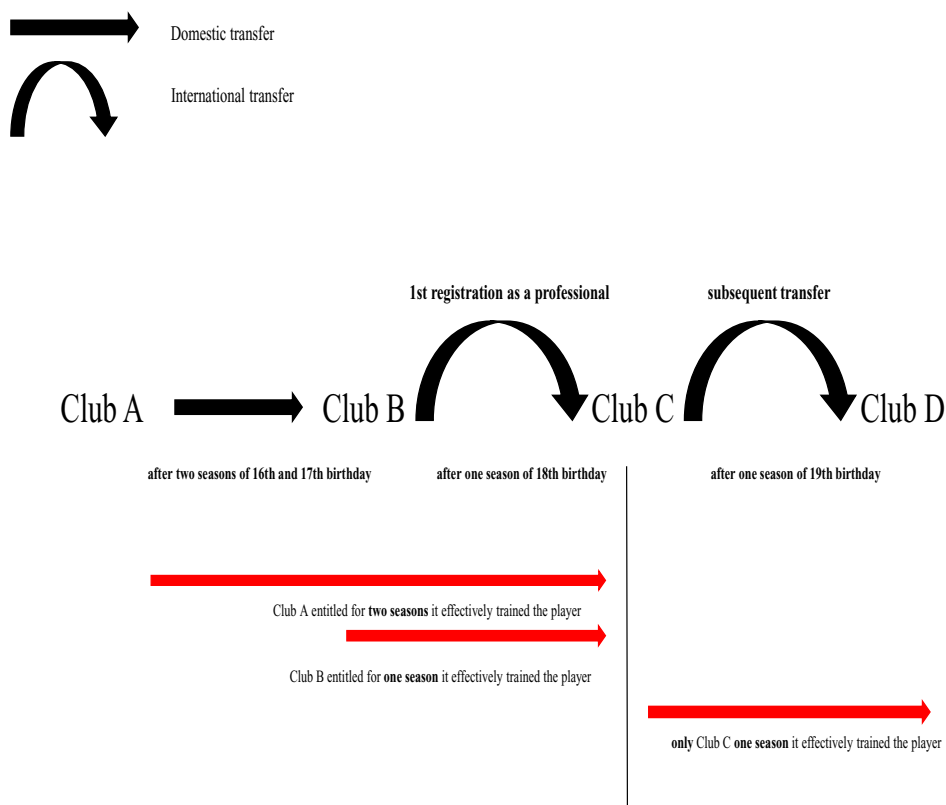 Domestic transfer
International transfer
1st registration as a professional
subsequent transfer
Club A
Club B
Club C
Club D
after two seasons of 16th and 17th birthday
after one season of 18th birthday
after one season of 19th birthday
Club A entitled for two seasons it effectively trained the player
Club B entitled for one season it effectively trained the player
only Club C one season it effectively trained the player